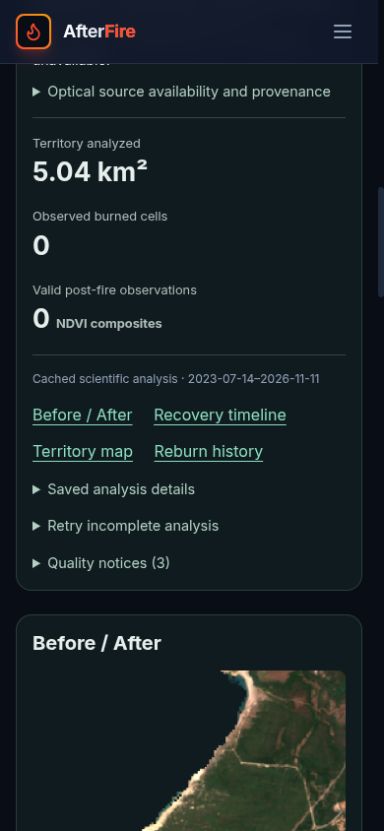 AfterFire
Optical source availability and provenance
Territory analyzed
5.04 km²
Observed burned cells
0
Valid post-fire observations
0 NDVI composites
Cached scientific analysis · 2023-07-14–2026-11-11
Before / After Recovery timeline
Territory map Reburn history
Saved analysis details
Retry incomplete analysis
Quality notices (3)
Before / After